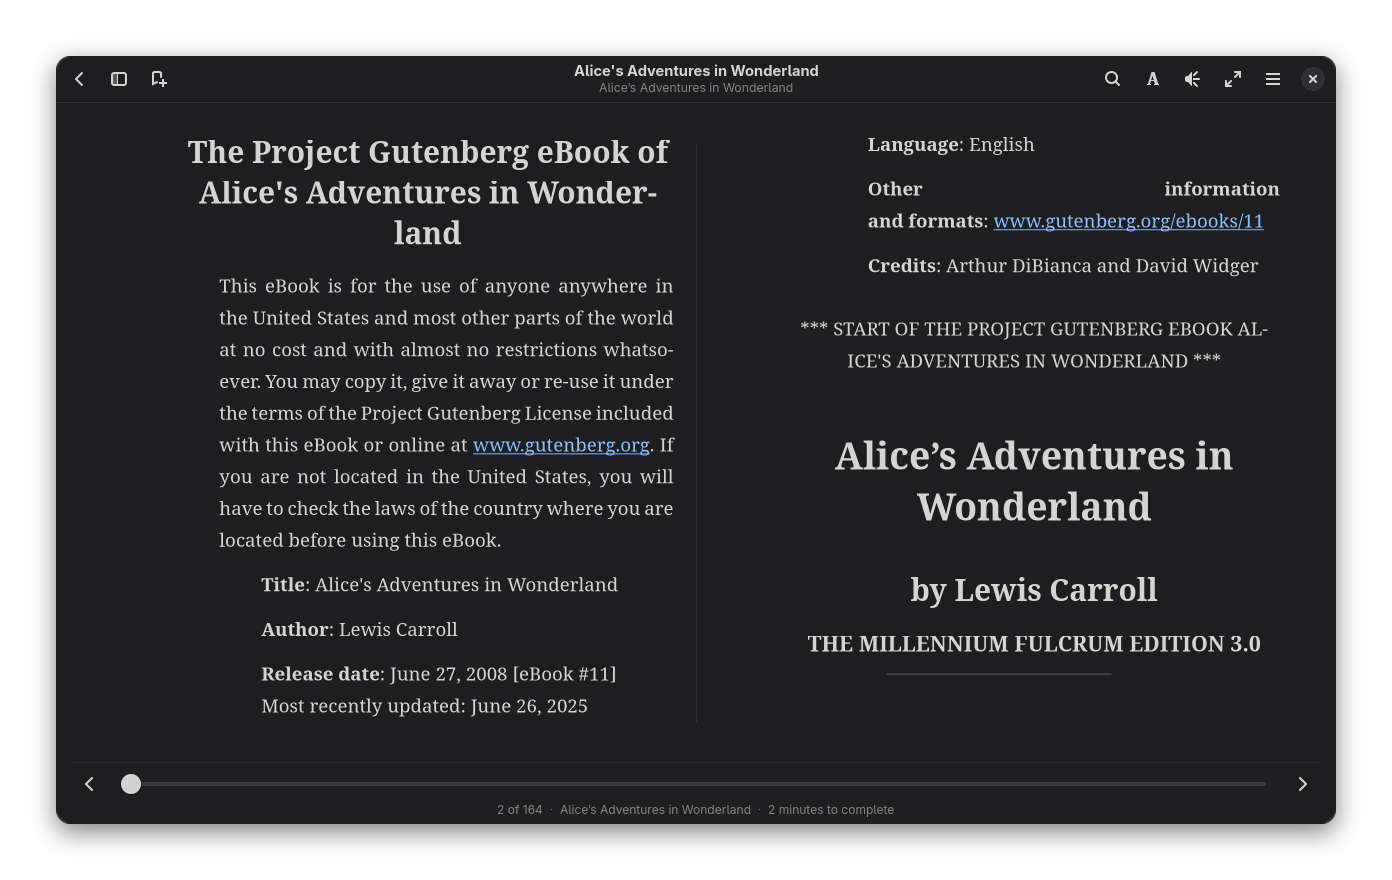 Alice's Adventures in Wonderland
Alice’s Adventures in Wonderland
A
The Project Gutenberg eBook of
Alice's Adventures in Wonder-
land
This eBook is for the use of anyone anywhere in
the United States and most other parts of the world
at no cost and with almost no restrictions whatso-
ever. You may copy it, give it away or re-use it under
the terms of the Project Gutenberg License included
with this eBook or online at www.gutenberg.org. If
you are not located in the United States, you will
have to check the laws of the country where you are
located before using this eBook.
Title: Alice's Adventures in Wonderland
Author: Lewis Carroll
Release date: June 27, 2008 [eBook #11]
Most recently updated: June 26, 2025
Language: English
Other information
and formats: www.gutenberg.org/ebooks/11
Credits: Arthur DiBianca and David Widger
*** START OF THE PROJECT GUTENBERG EBOOK AL-
ICE'S ADVENTURES IN WONDERLAND ***
Alice’s Adventures in
Wonderland
by Lewis Carroll
THE MILLENNIUM FULCRUM EDITION 3.0
2 of 164 · Alice’s Adventures in Wonderland · 2 minutes to complete